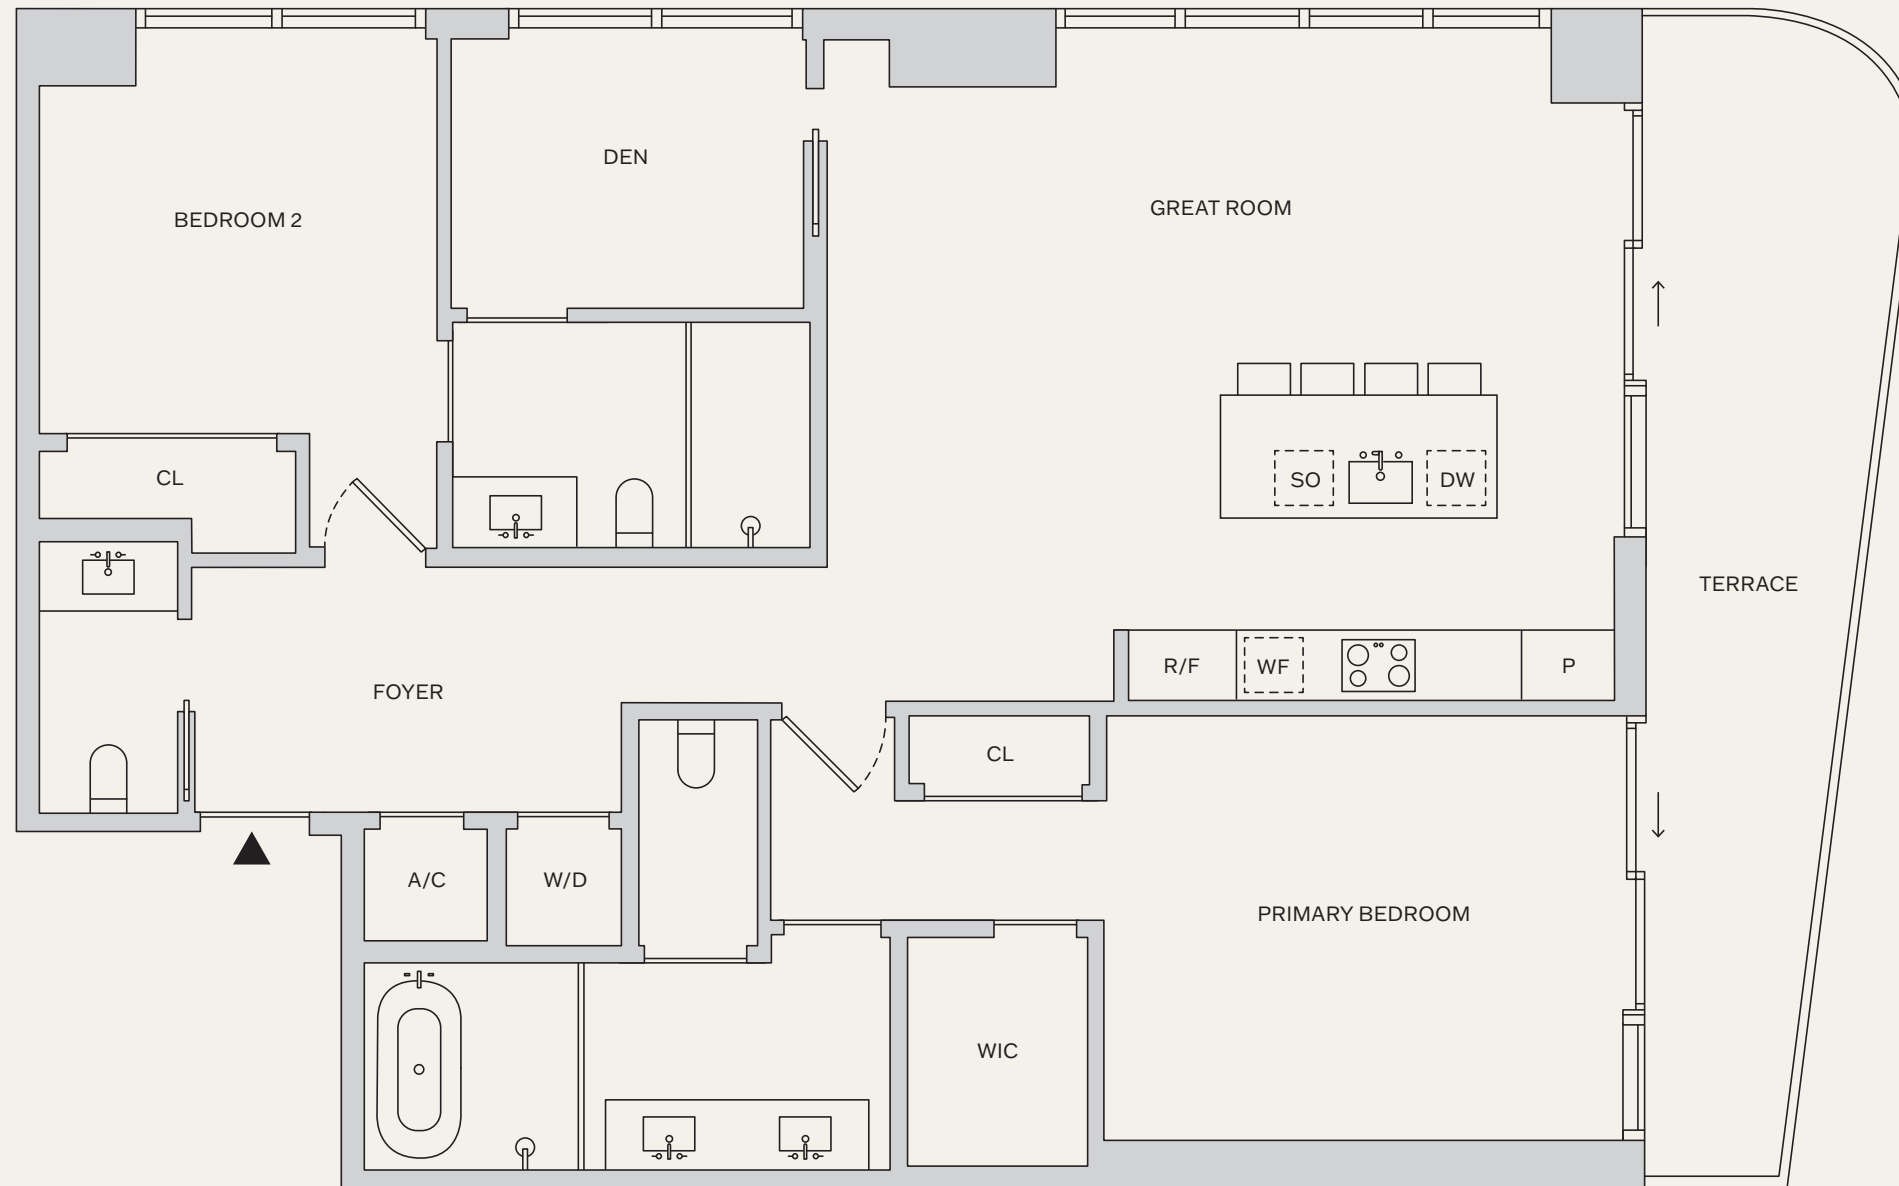 DEN
GREAT ROOM
BEDROOM 2
CL
SO
DW
TERRACE
R/F
WF
P
FOYER
CL
A/C
W/D
PRIMARY BEDROOM
WIC